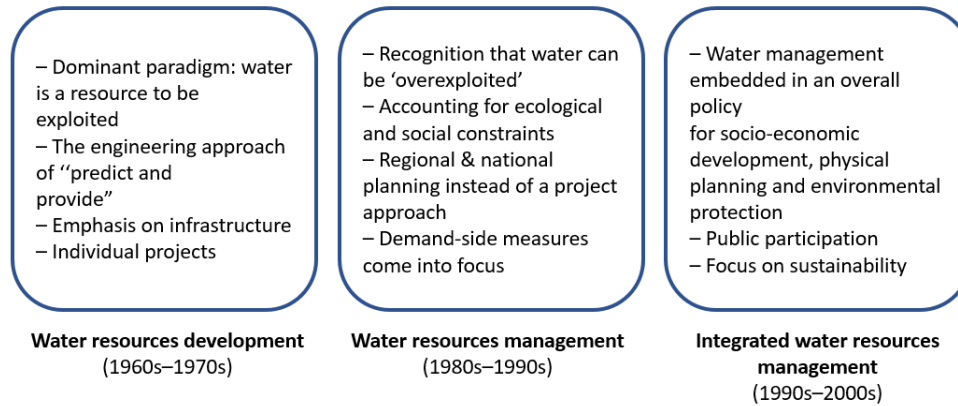 – Dominant paradigm: water
is a resource to be
exploited
– The engineering approach
of ‘‘predict and
provide”
– Emphasis on infrastructure
– Individual projects
Water resources development
(1960s–1970s)
– Recognition that water can
be ‘overexploited’
– Accounting for ecological
and social constraints
– Regional & national
planning instead of a project
approach
– Demand-side measures
come into focus
Water resources management
(1980s–1990s)
– Water management
embedded in an overall
policy
for socio-economic
development, physical
planning and environmental
protection
– Public participation
– Focus on sustainability
Integrated water resources
management
(1990s–2000s)